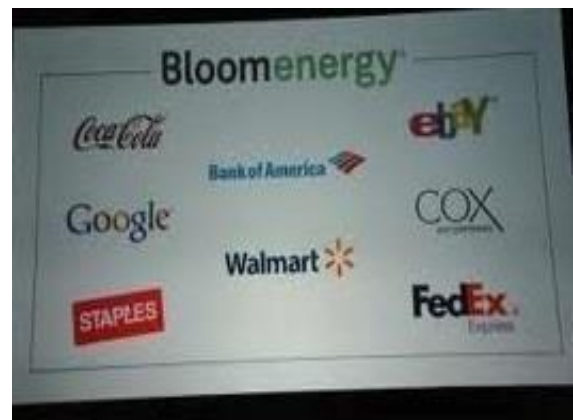 Bloomenergy
Coca-Cola
ebay
Bank of America
Google
COX
Walmart
STAPLES
FedEx
Express